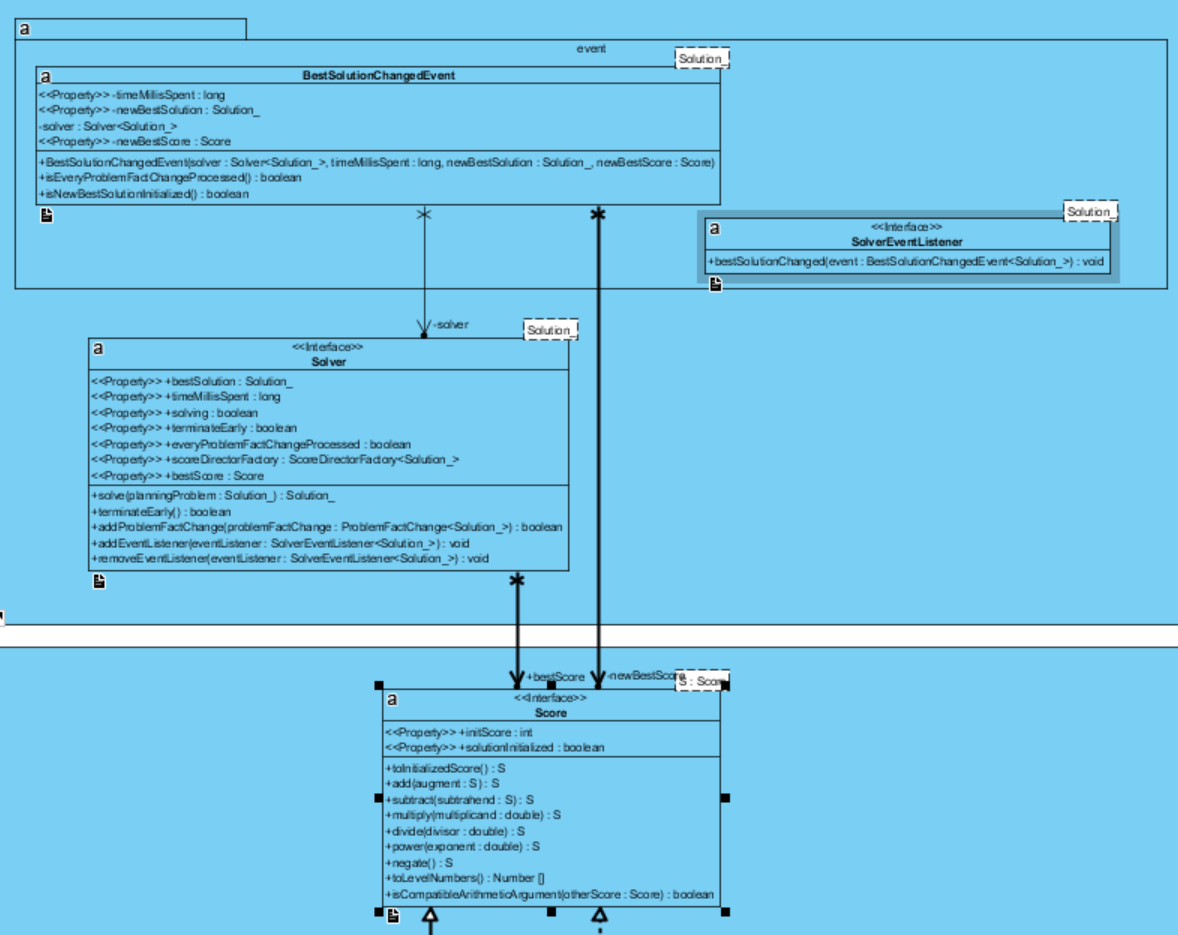 a
event
Solution_
a
BestSolutionChangedEvent
<<Property>> -timeMillisSpent : long
<<Property>> -newBestSolution : Solution_
-solver : Solver<Solution_>
<<Property>> -newBestScore : Score
+BestSolutionChangedEvent(solver : Solver<Solution_>, timeMillisSpent : long, newBestSolution : Solution_, newBestScore : Score)
+isEveryProblemFactChangeProcessed() : boolean
+isNewBestSolutionInitialized() : boolean
Solution_
a
<<Interface>>
SolverEventListener
+bestSolutionChanged(event : BestSolutionChangedEvent<Solution_>) : void
-solver
Solution_
a
<<Interface>>
Solver
<<Property>> +bestSolution : Solution_
<<Property>> +timeMillisSpent : long
<<Property>> +solving : boolean
<<Property>> +terminateEarly : boolean
<<Property>> +everyProblemFactChangeProcessed : boolean
<<Property>> +scoreDirectorFactory : ScoreDirectorFactory<Solution_>
<<Property>> +bestScore : Score
+solve(planningProblem : Solution_) : Solution_
+terminateEarly() : boolean
+addProblemFactChange(problemFactChange : ProblemFactChange<Solution_>) : boolean
+addEventListener(eventListener : SolverEventListener<Solution_>) : void
+removeEventListener(eventListener : SolverEventListener<Solution_>) : void
+bestScore
-newBestScore
S : Score
a
<<Interface>>
Score
<<Property>> +initScore : int
<<Property>> +solutionInitialized : boolean
+toInitializedScore() : S
+add(augment : S) : S
+subtract(subtrahend : S) : S
+multiply(multiplicand : double) : S
+divide(divisor : double) : S
+power(exponent : double) : S
+negate() : S
+toLevelNumbers() : Number []
+isCompatibleArithmeticArgument(otherScore : Score) : boolean